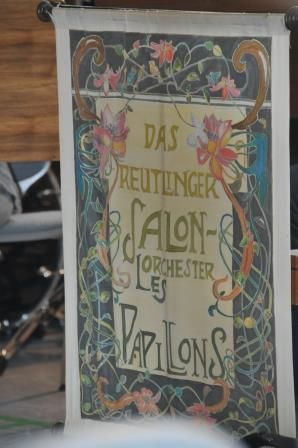 DAS
REUTLINGER
SALON-
ORCHESTER
LES
PAPILLONS